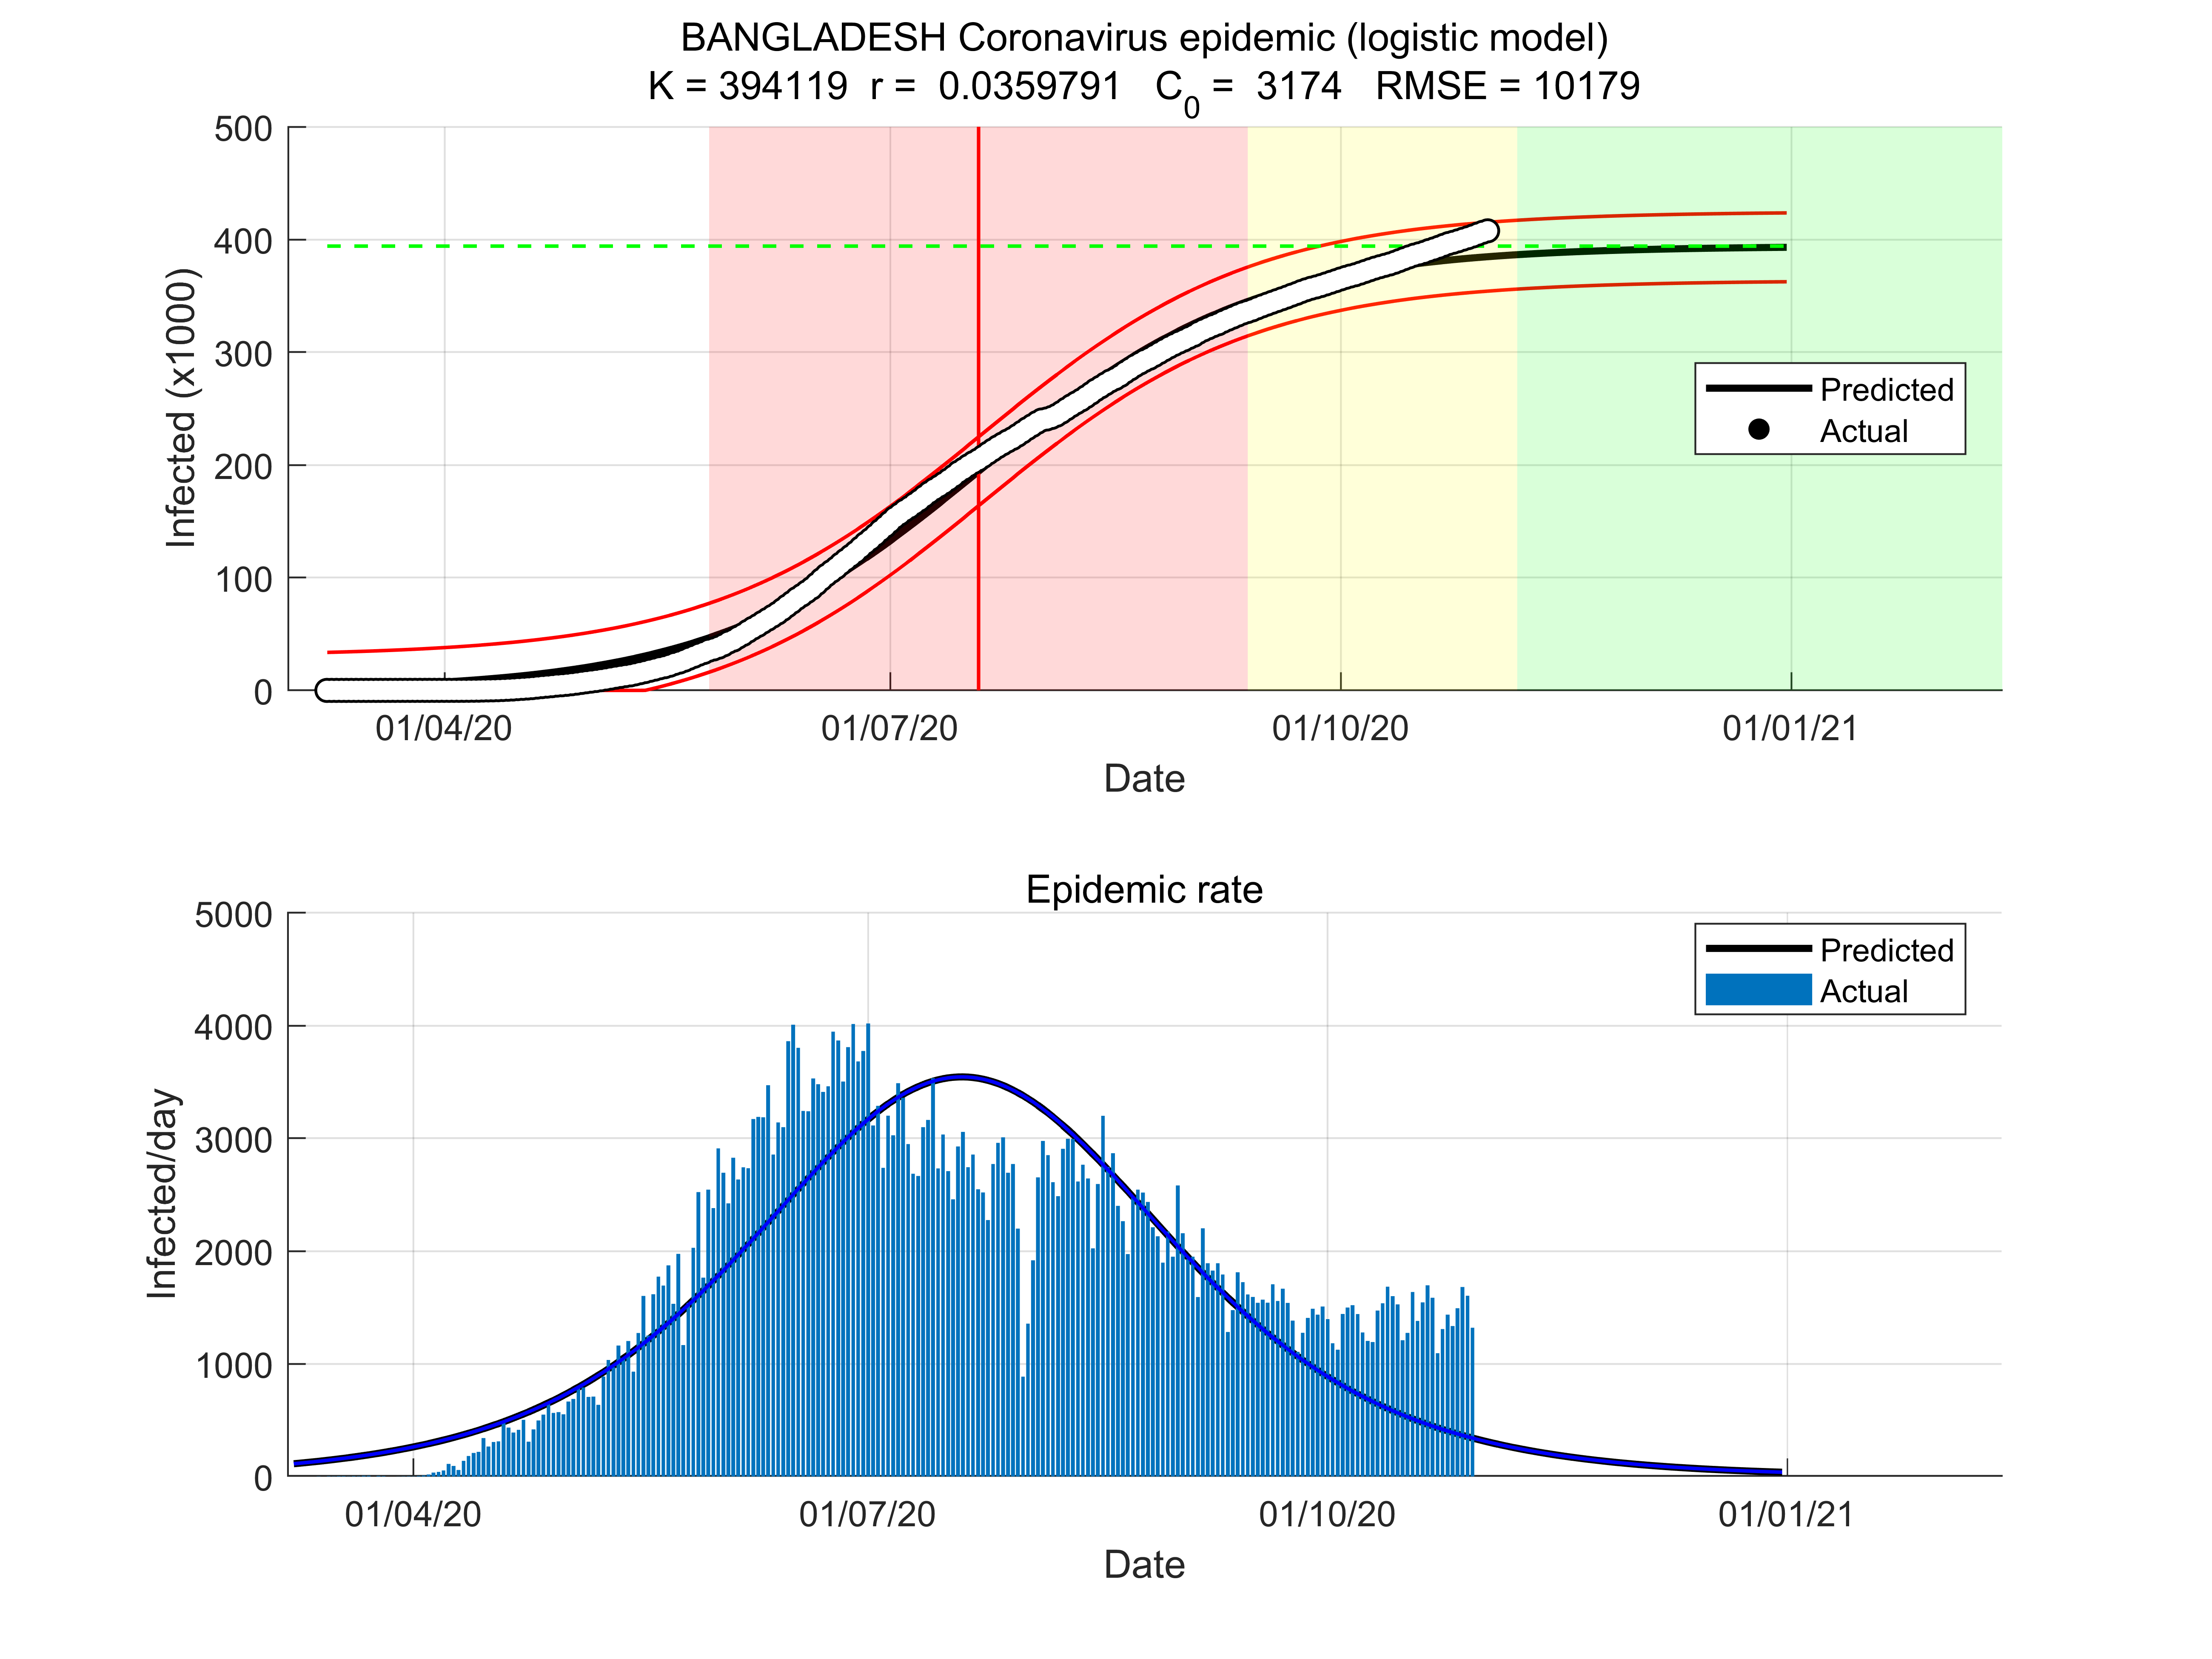 BANGLADESH Coronavirus epidemic (logistic model)
K = 394119 r = 0.0359791 C0 = 3174 RMSE = 10179
500
400
300
200
100
0
Infected (x1000)
Predicted
Actual
01/04/20 01/07/20 01/10/20 01/01/21
Date
Epidemic rate
5000
4000
3000
2000
1000
0
Infected/day
Predicted
Actual
01/04/20 01/07/20 01/10/20 01/01/21
Date